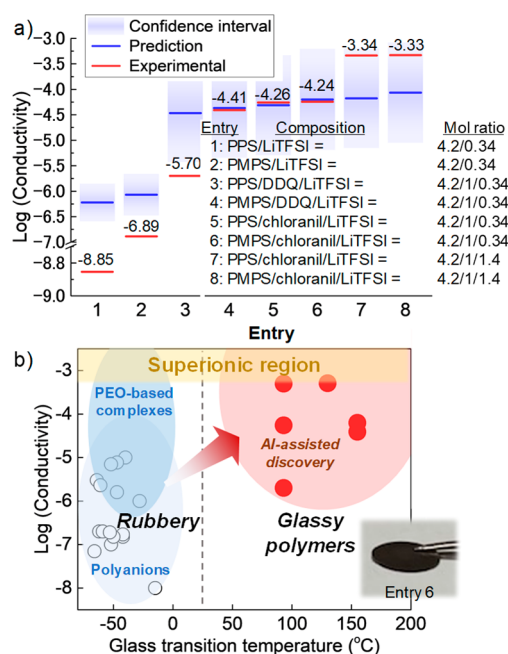 a)
Confidence interval
Prediction
Experimental
Log (Conductivity)
-3.0
-3.5
-4.0
-4.5
-5.0
-5.5
-6.0
-6.5
-7.0
-8.8
-9.0
-8.85
-6.89
-5.70
-4.41
-4.26
-4.24
-3.34
-3.33
Entry Composition Mol ratio
1: PPS/LiTFSI = 4.2/0.34
2: PMPS/LiTFSI = 4.2/0.34
3: PPS/DDQ/LiTFSI = 4.2/1/0.34
4: PMPS/DDQ/LiTFSI = 4.2/1/0.34
5: PPS/chloranil/LiTFSI = 4.2/1/0.34
6: PMPS/chloranil/LiTFSI = 4.2/1/0.34
7: PPS/chloranil/LiTFSI = 4.2/1/1.4
8: PMPS/chloranil/LiTFSI = 4.2/1/1.4
1 2 3 4 5 6 7 8
Entry
b)
Log (Conductivity)
-3
-4
-5
-6
-7
-8
Superionic region
PEO-based
complexes
AI-assisted
discovery
Rubbery
Glassy
polymers
Polyanions
Entry 6
-50 0 50 100 150 200
Glass transition temperature (°C)